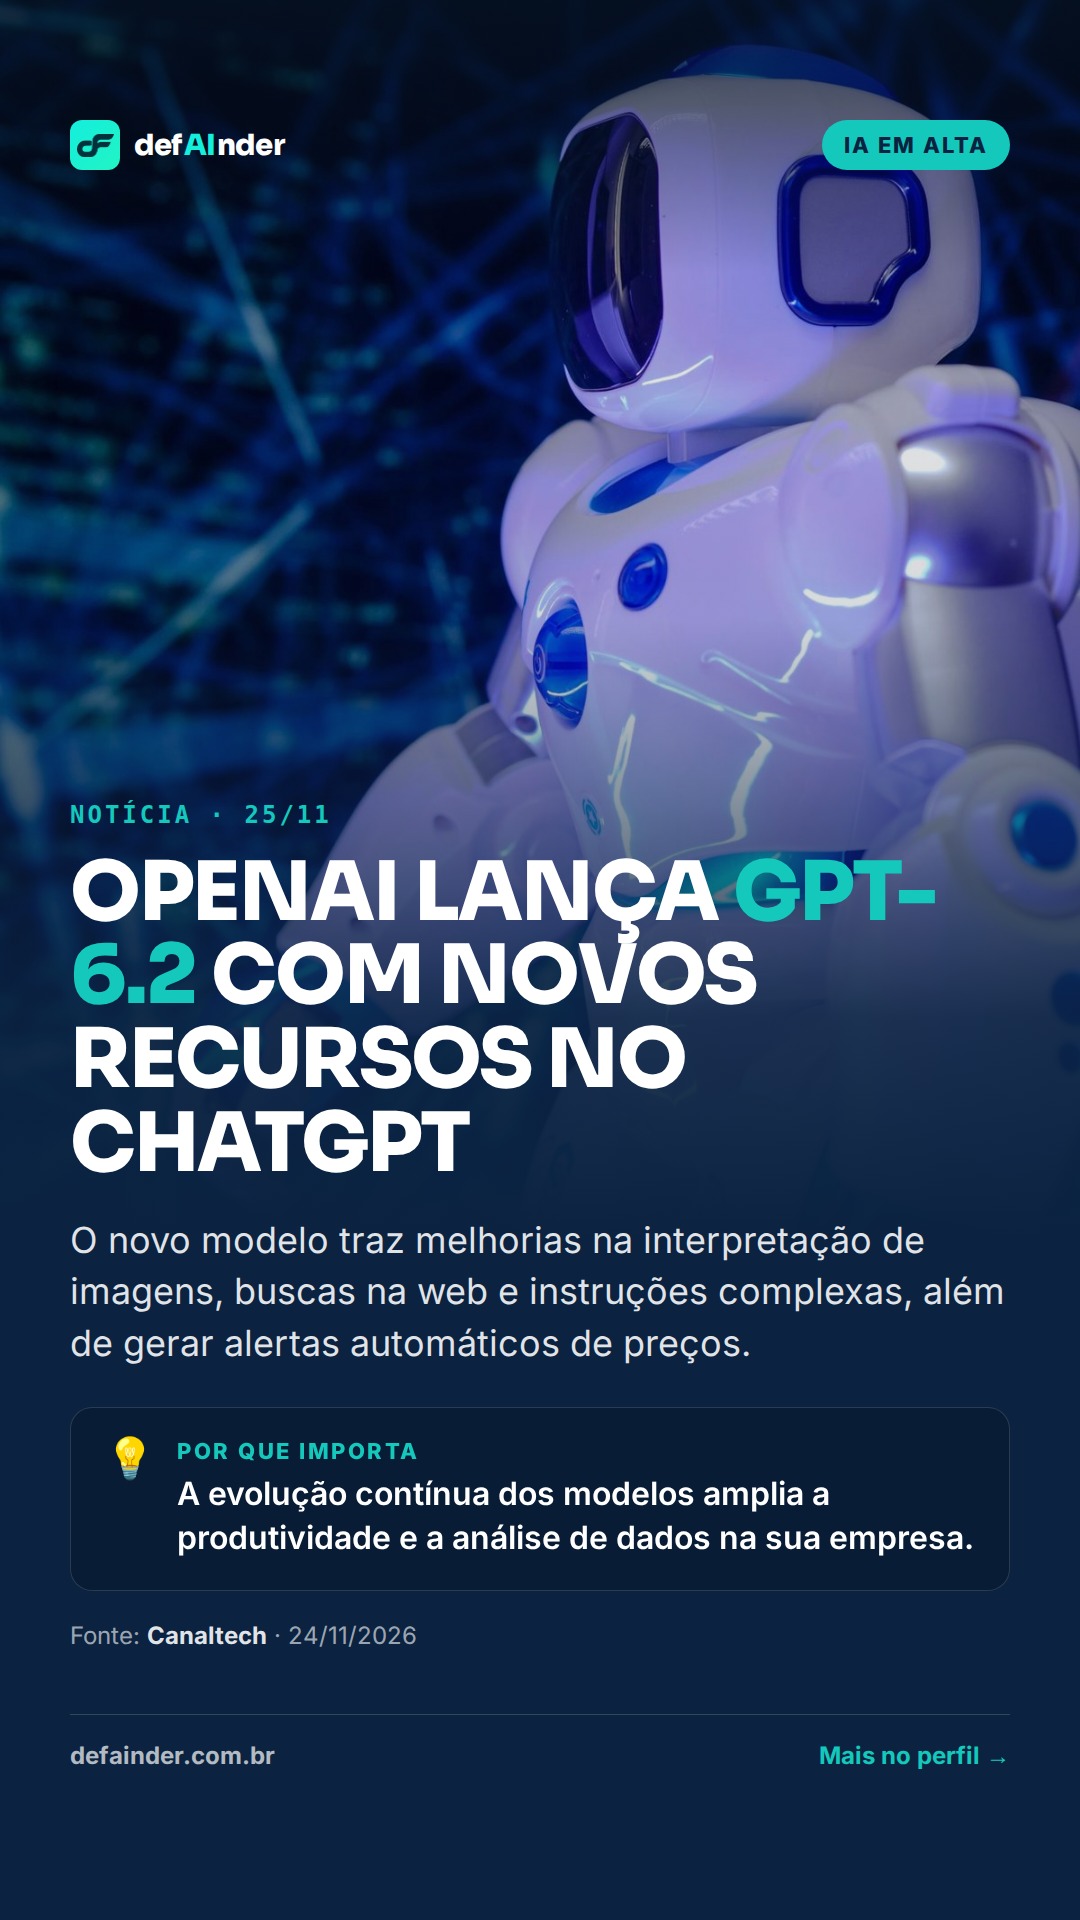 defAInder
IA EM ALTA
NOTÍCIA · 25/11
OPENAI LANÇA GPT-
6.2 COM NOVOS
RECURSOS NO
CHATGPT
O novo modelo traz melhorias na interpretação de
imagens, buscas na web e instruções complexas, além
de gerar alertas automáticos de preços.
POR QUE IMPORTA
A evolução contínua dos modelos amplia a
produtividade e a análise de dados na sua empresa.
Fonte: Canaltech · 24/11/2026
defainder.com.br
Mais no perfil →